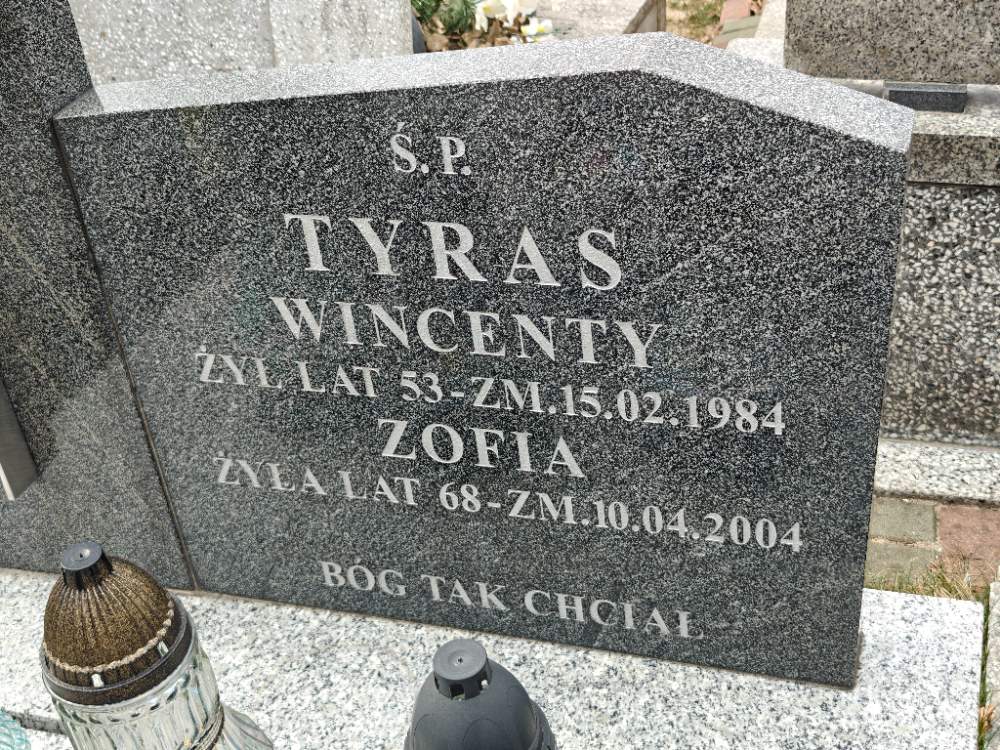 Ś.P.
TYRAS
WINCENTY
ŻYŁ LAT 53-ZM.15.02.1984
ZOFIA
ŻYŁA LAT 68-ZM.10.04.2004
BÓG TAK CHCIAŁ